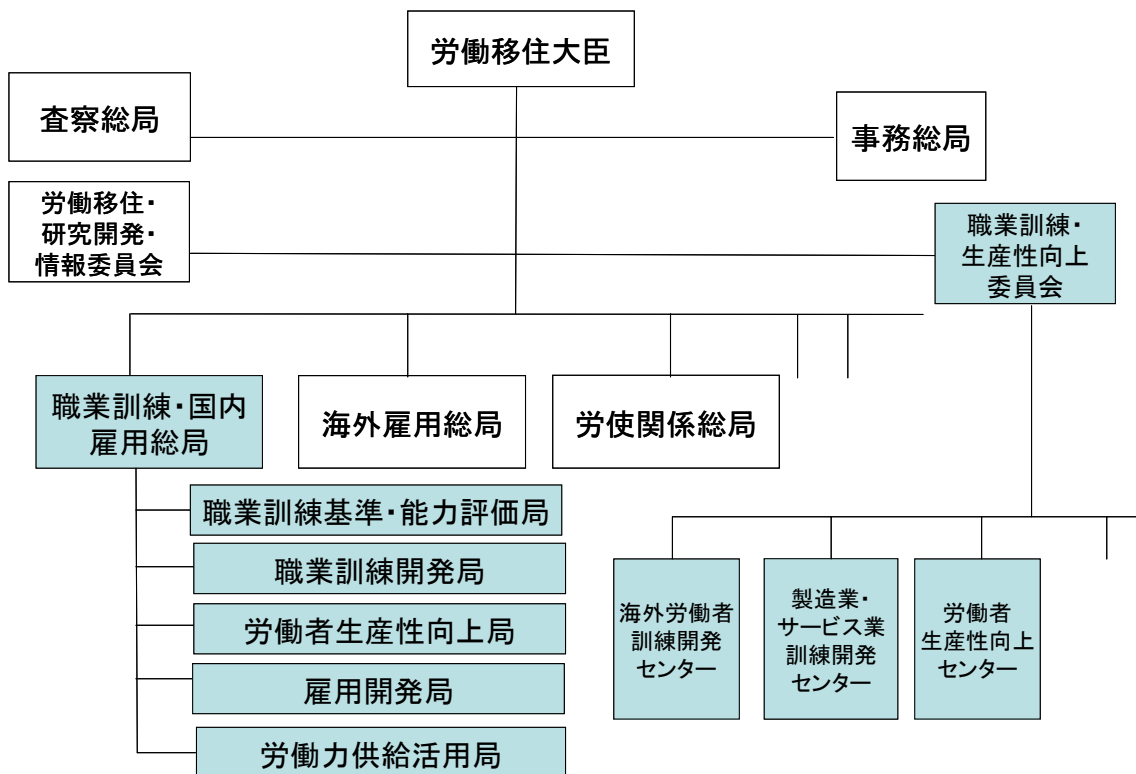 労働移住大臣
査察総局
事務総局
労働移住・
研究開発・
情報委員会
職業訓練・
生産性向上
委員会
職業訓練・国内
雇用総局
海外雇用総局
労使関係総局
職業訓練基準・能力評価局
職業訓練開発局
労働者生産性向上局
雇用開発局
労働力供給活用局
海外労働者
訓練開発
センター
製造業・
サービス業
訓練開発
センター
労働者
生産性向上
センター